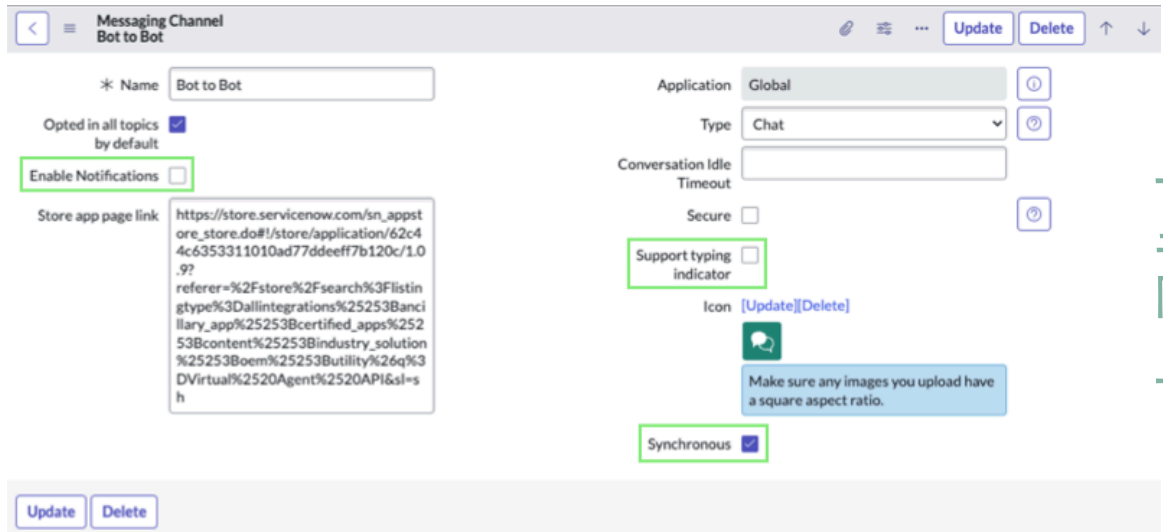 Messaging Channel
Bot to Bot
Update
Delete
Name
Bot to Bot
Opted in all topics
by default
Enable Notifications
Store app page link
https://store.servicenow.com/sn_appst
ore_store.do#!/store/application/62c4
4c6353311010ad77ddeeff7b120c/1.0
.9?
referer=%2Fstore%2Fsearch%3Flistin
gtype%3Dallintegrations%25253Banci
llary_app%25253Bcertified_apps%252
53Bcontent%25253Bindustry_solution
%25253Boem%25253Butility%26q%3
DVirtual%2520Agent%2520API&sl=s
h
Application
Global
Type
Chat
Conversation Idle
Timeout
Secure
Support typing
indicator
Icon [Update][Delete]
Make sure any images you upload have
a square aspect ratio.
Synchronous
Update
Delete